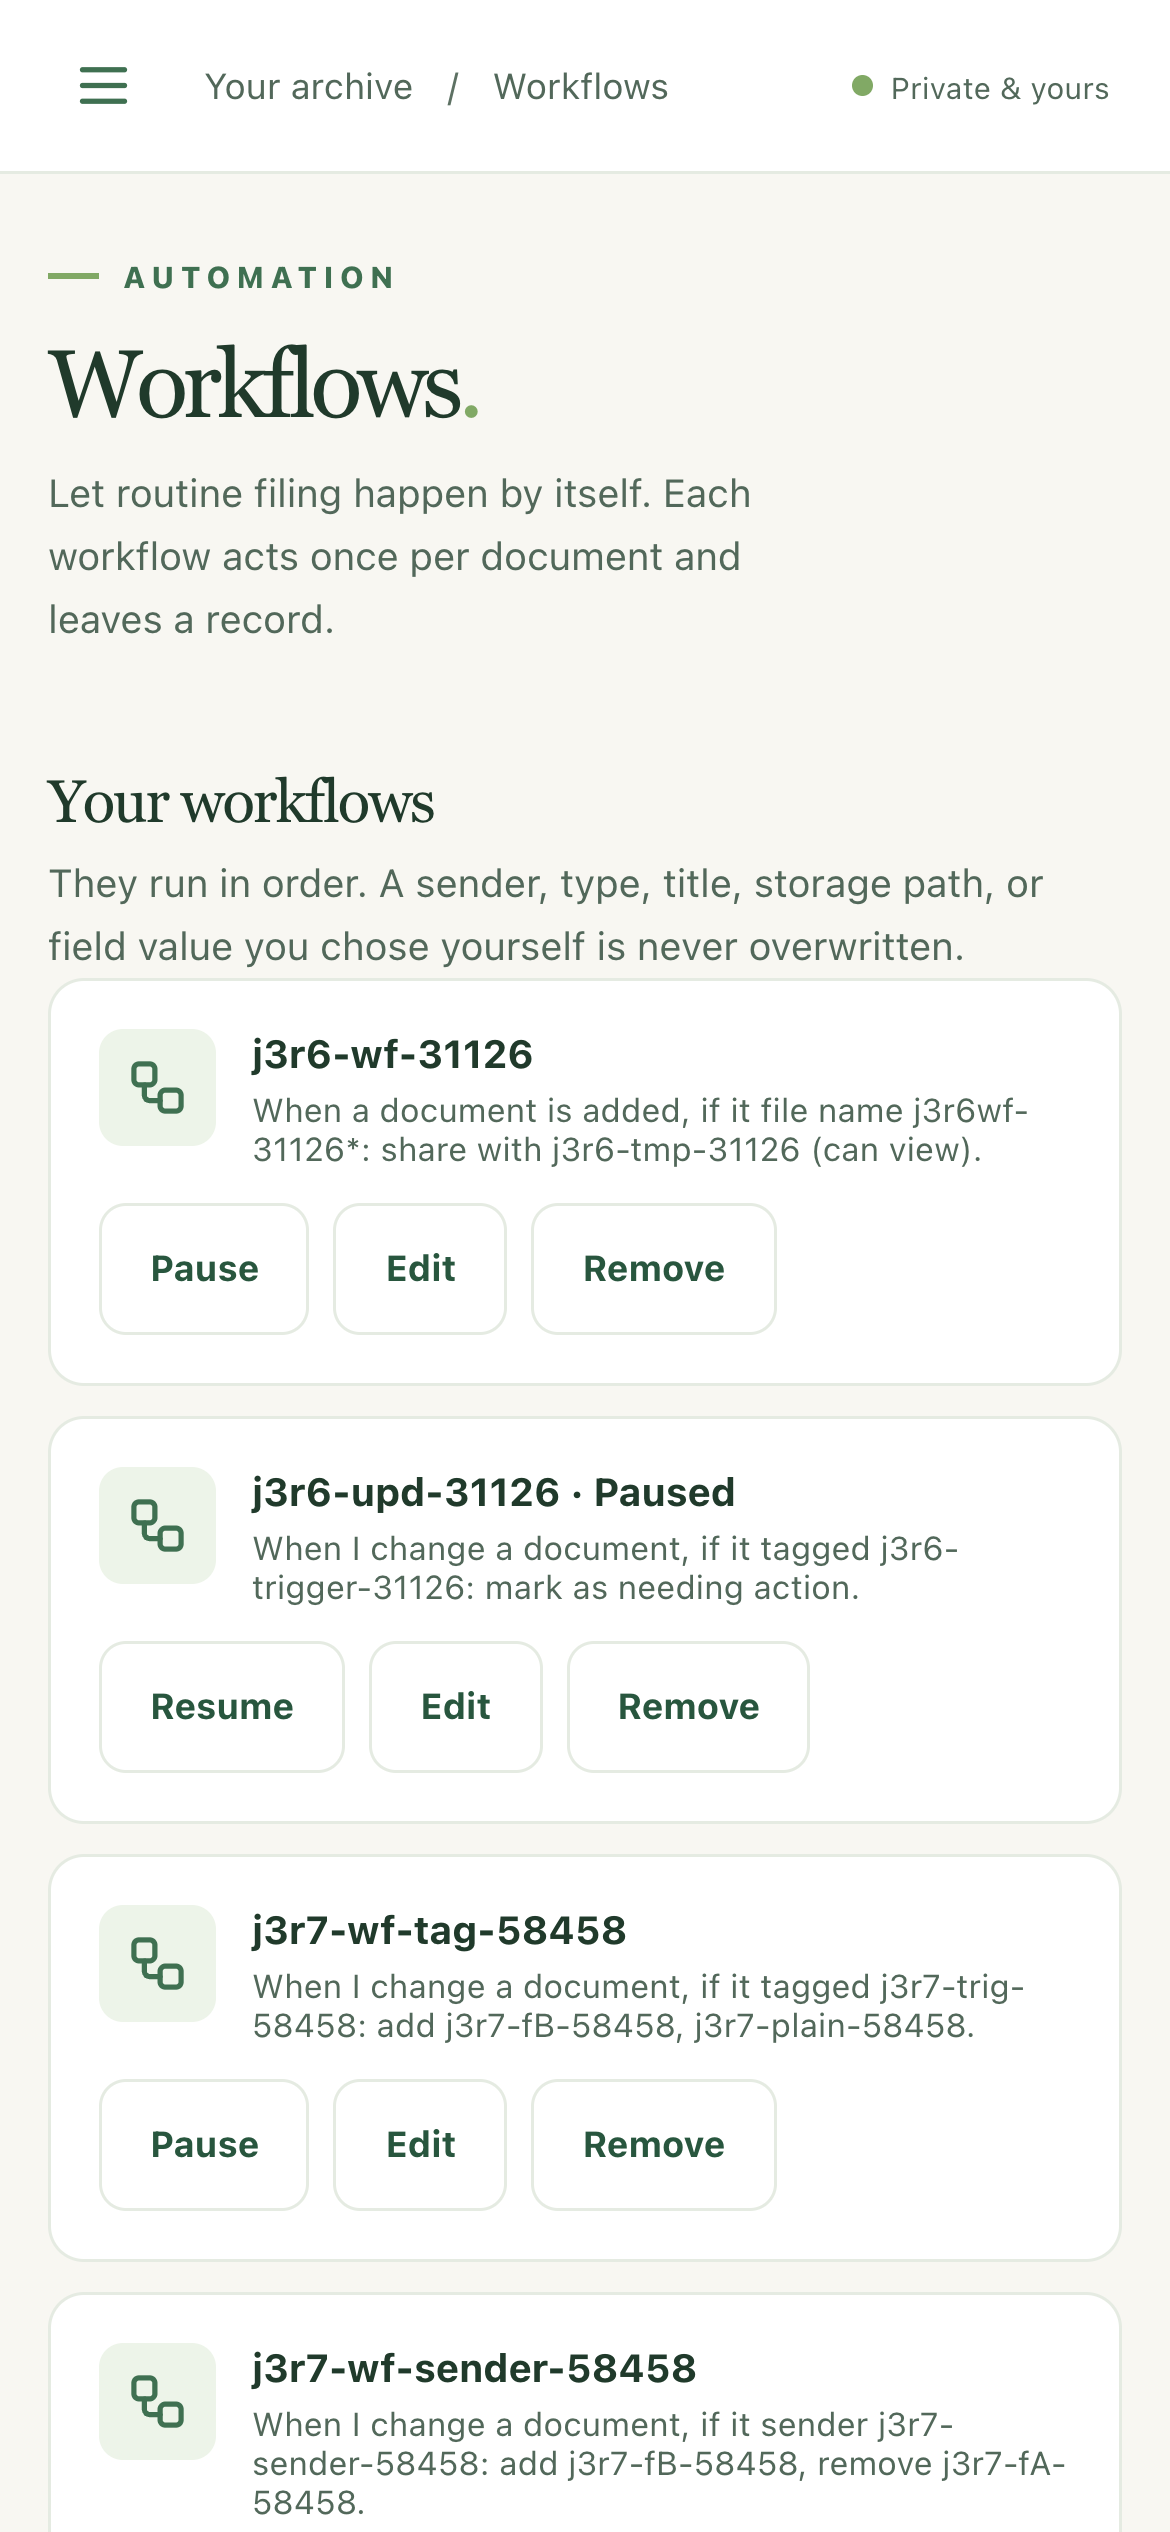 Your archive / Workflows
Private & yours
AUTOMATION
Workflows.
Let routine filing happen by itself. Each
workflow acts once per document and
leaves a record.
Your workflows
They run in order. A sender, type, title, storage path, or
field value you chose yourself is never overwritten.
j3r6-wf-31126
When a document is added, if it file name j3r6wf-
31126*: share with j3r6-tmp-31126 (can view).
Pause Edit Remove
j3r6-upd-31126 · Paused
When I change a document, if it tagged j3r6-
trigger-31126: mark as needing action.
Resume Edit Remove
j3r7-wf-tag-58458
When I change a document, if it tagged j3r7-trig-
58458: add j3r7-fB-58458, j3r7-plain-58458.
Pause Edit Remove
j3r7-wf-sender-58458
When I change a document, if it sender j3r7-
sender-58458: add j3r7-fB-58458, remove j3r7-fA-
58458.